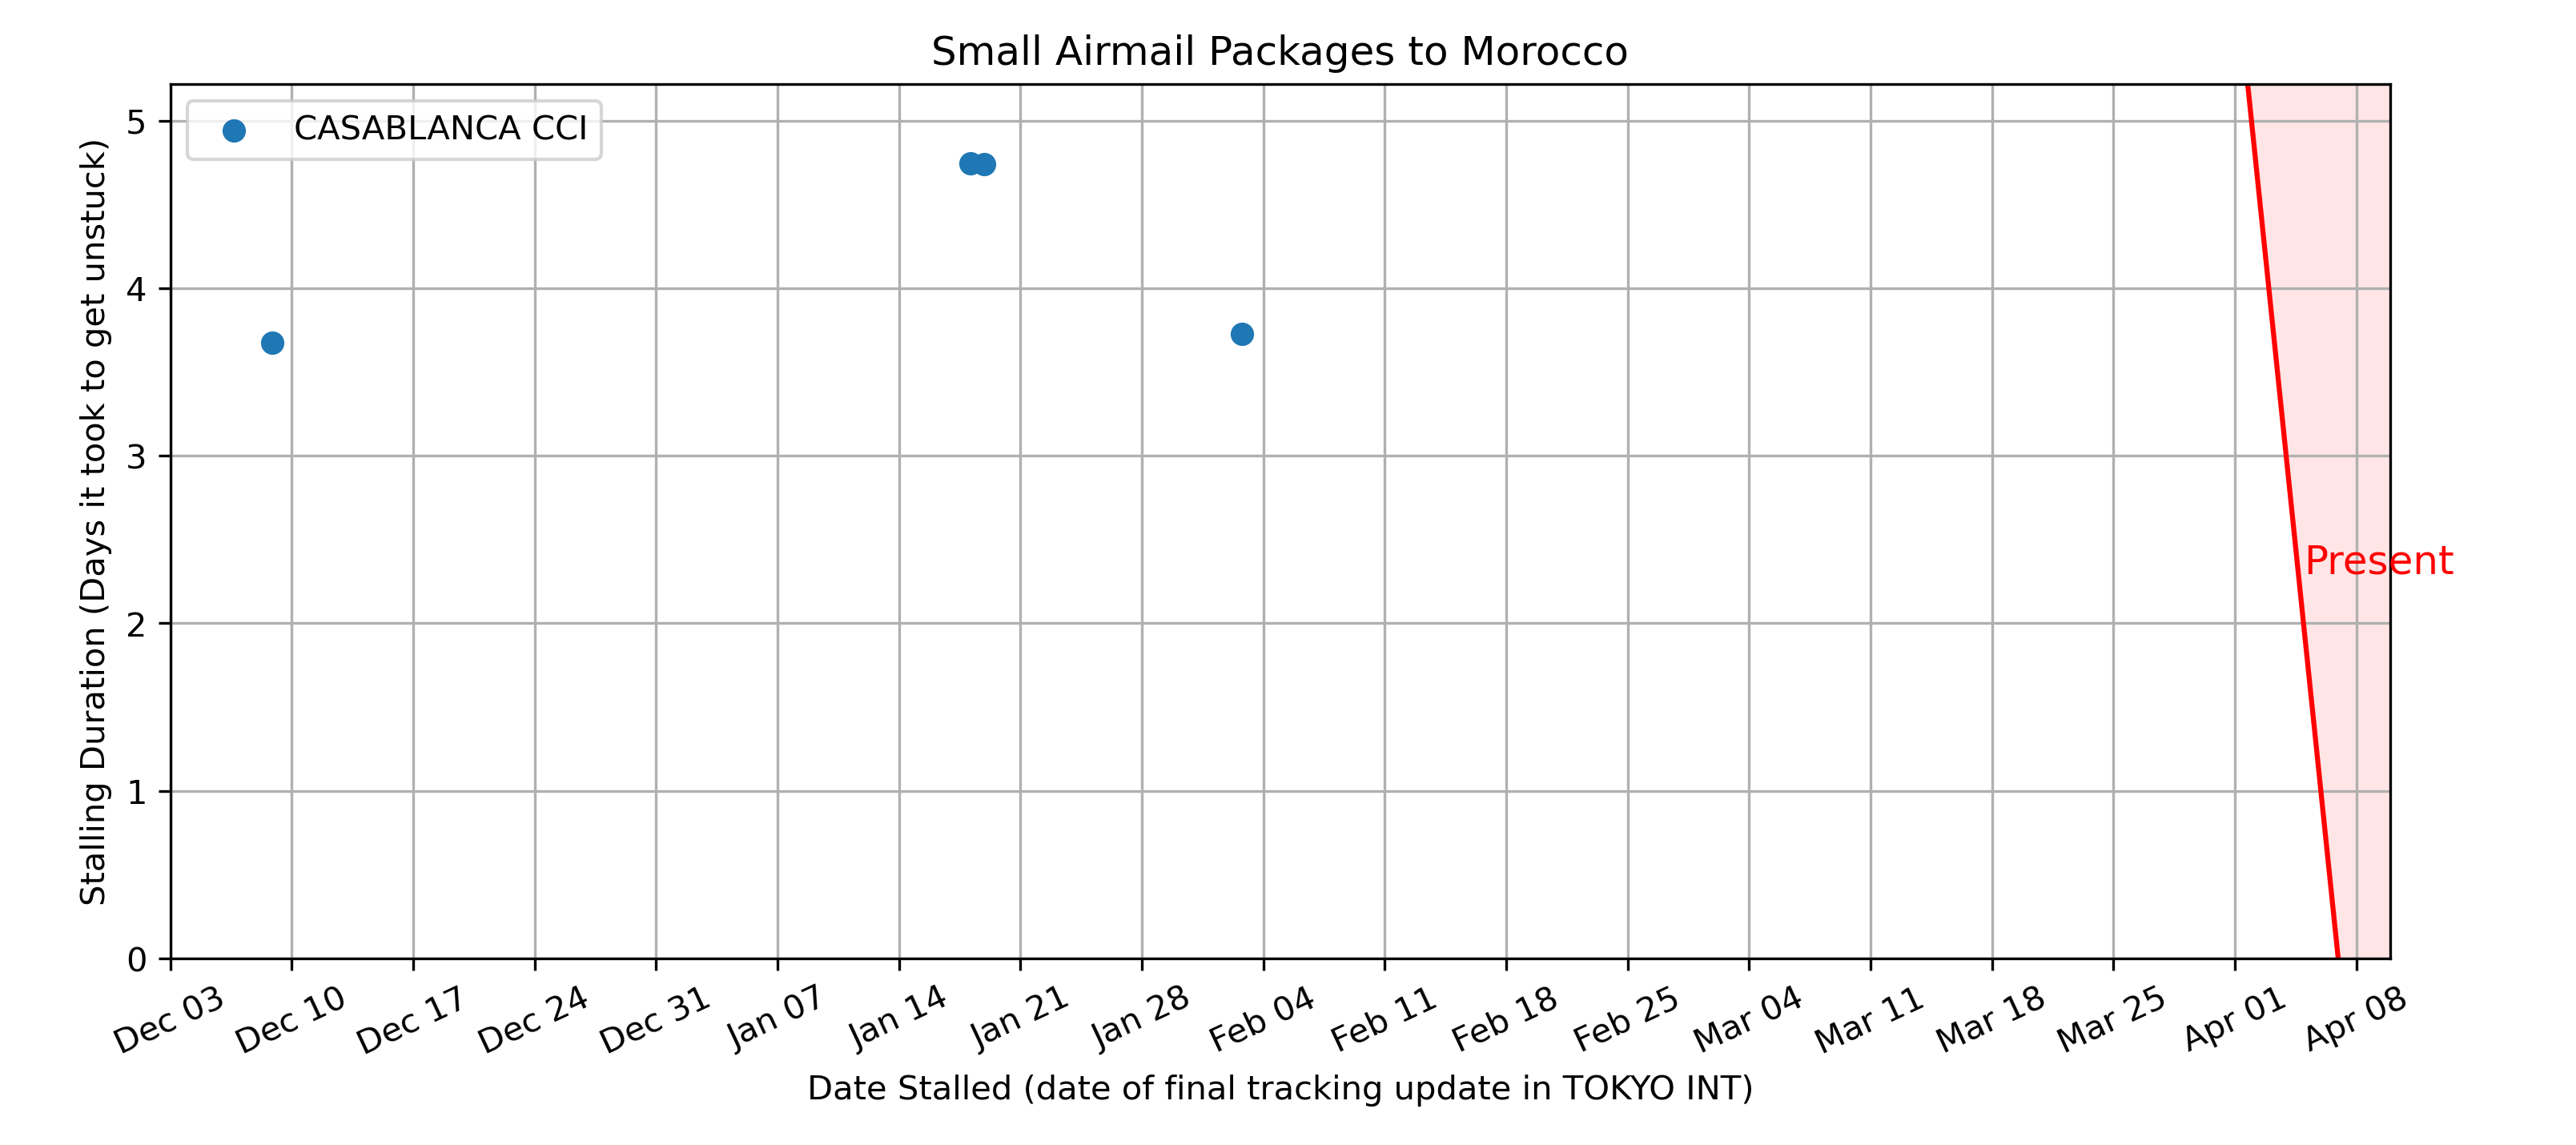 Small Airmail Packages to Morocco
CASABLANCA CCI
Stalling Duration (Days it took to get unstuck)
5
4
3
2
1
0
Present
Dec 03 Dec 10 Dec 17 Dec 24 Dec 31 Jan 07 Jan 14 Jan 21 Jan 28 Feb 04 Feb 11 Feb 18 Feb 25 Mar 04 Mar 11 Mar 18 Mar 25 Apr 01 Apr 08
Date Stalled (date of final tracking update in TOKYO INT)